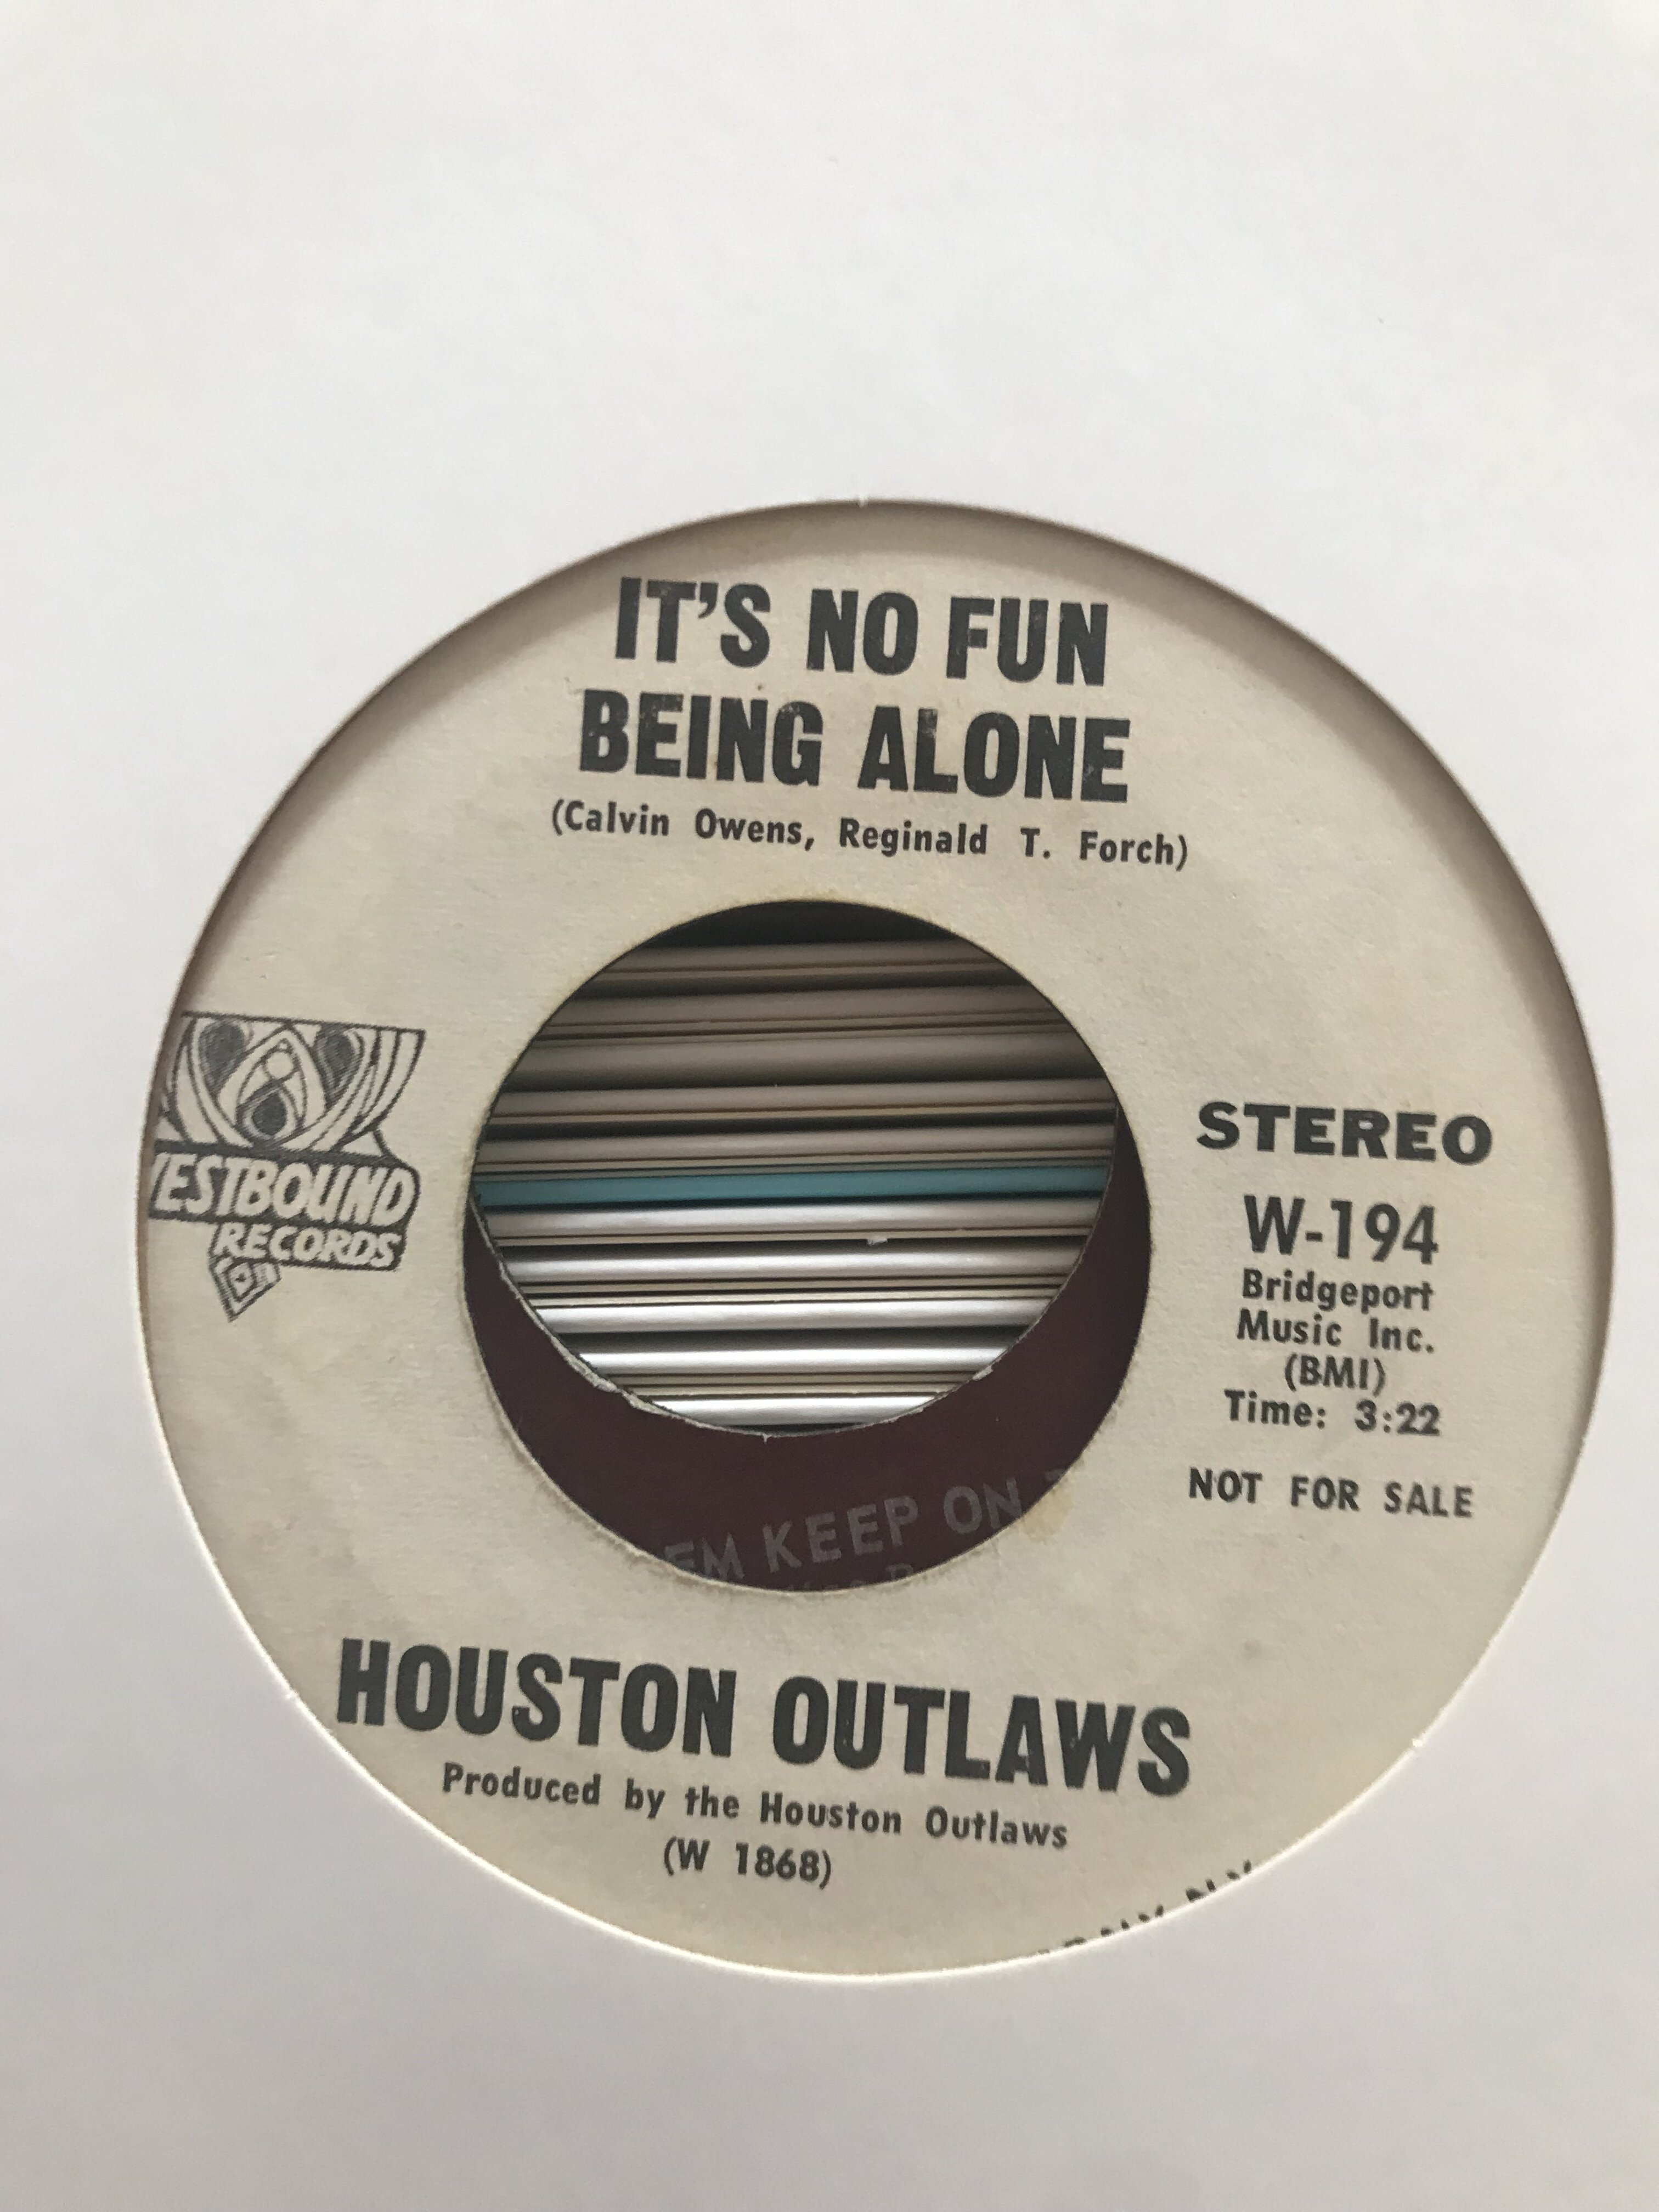 IT'S NO FUN
BEING ALONE
(Calvin Owens, Reginald T. Forch)
ESTBOUND
RECORDS
STEREO
W-194
Bridgeport
Music Inc.
(BMI)
Time: 3:22
NOT FOR SALE
KEEP ON
HOUSTON OUTLAWS
Produced by the Houston Outlaws
(W 1868)